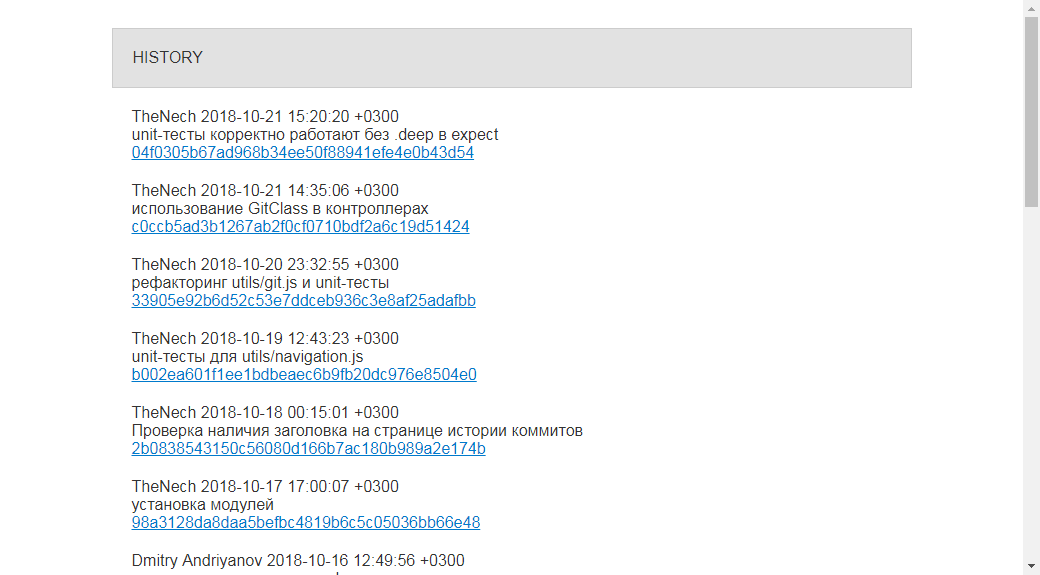 HISTORY
TheNech 2018-10-21 15:20:20 +0300
unit-тесты корректно работают без .deep в expect
04f0305b67ad968b34ee50f88941efe4e0b43d54
TheNech 2018-10-21 14:35:06 +0300
использование GitClass в контроллерах
c0ccb5ad3b1267ab2f0cf0710bdf2a6c19d51424
TheNech 2018-10-20 23:32:55 +0300
рефакторинг utils/git.js и unit-тесты
33905e92b6d52c53e7ddceb936c3e8af25adafbb
TheNech 2018-10-19 12:43:23 +0300
unit-тесты для utils/navigation.js
b002ea601f1ee1bdbeaec6b9fb20dc976e8504e0
TheNech 2018-10-18 00:15:01 +0300
Проверка наличия заголовка на странице истории коммитов
2b0838543150c56080d166b7ac180b989a2e174b
TheNech 2018-10-17 17:00:07 +0300
установка модулей
98a3128da8daa5befbc4819b6c5c05036bb66e48
Dmitry Andriyanov 2018-10-16 12:49:56 +0300